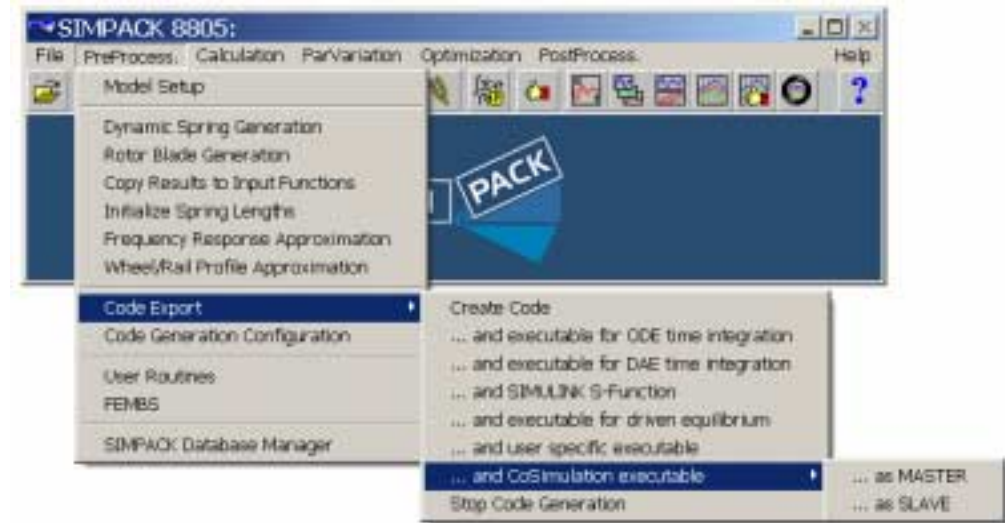 SIMPACK 8805:
File PreProcess. Calculation ParVariation Optimization PostProcess. Help
?
Model Setup
Dynamic Spring Generation
Rotor Blade Generation
Copy Results to Input Functions
Initialize Spring Lengths
Frequency Response Approximation
Wheel/Rail Profile Approximation
PACK
Code Export
Code Generation Configuration
User Routines
FEMBS
SIMPACK Database Manager
Create Code
... and executable for ODE time integration
... and executable for DAE time integration
... and SIMULINK S-Function
... and executable for driven equilibrium
... and user specific executable
... and CoSimulation executable
Stop Code Generation
... as MASTER
... as SLAVE